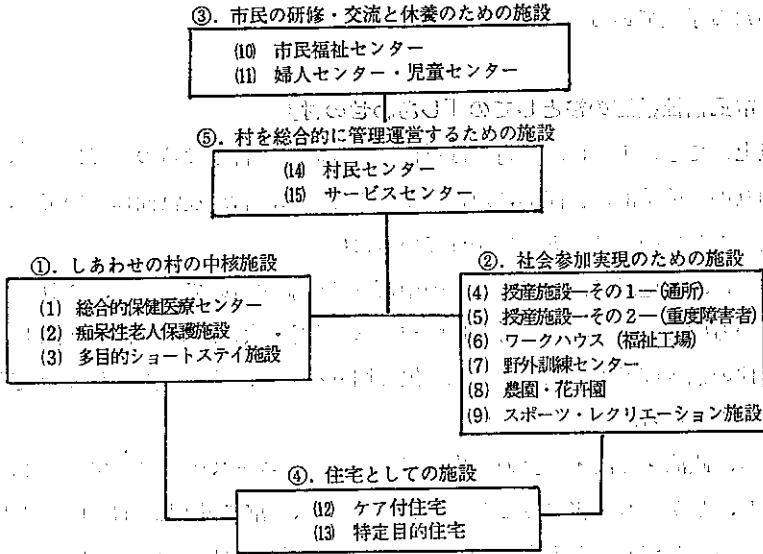 ③. 市民の研修・交流と休養のための施設
(10) 市民福祉センター
(11) 婦人センター・児童センター
⑤. 村を総合的に管理運営するための施設
(14) 村民センター
(15) サービスセンター
①. しあわせの村の中核施設
(1) 総合的保健医療センター
(2) 痴呆性老人保護施設
(3) 多目的ショートステイ施設
②. 社会参加実現のための施設
(4) 授産施設―その1―(通所)
(5) 授産施設―その2―(重度障害者)
(6) ワークハウス (福祉工場)
(7) 野外訓練センター
(8) 農園・花卉園
(9) スポーツ・レクリエーション施設
④. 住宅としての施設
(12) ケア付住宅
(13) 特定目的住宅